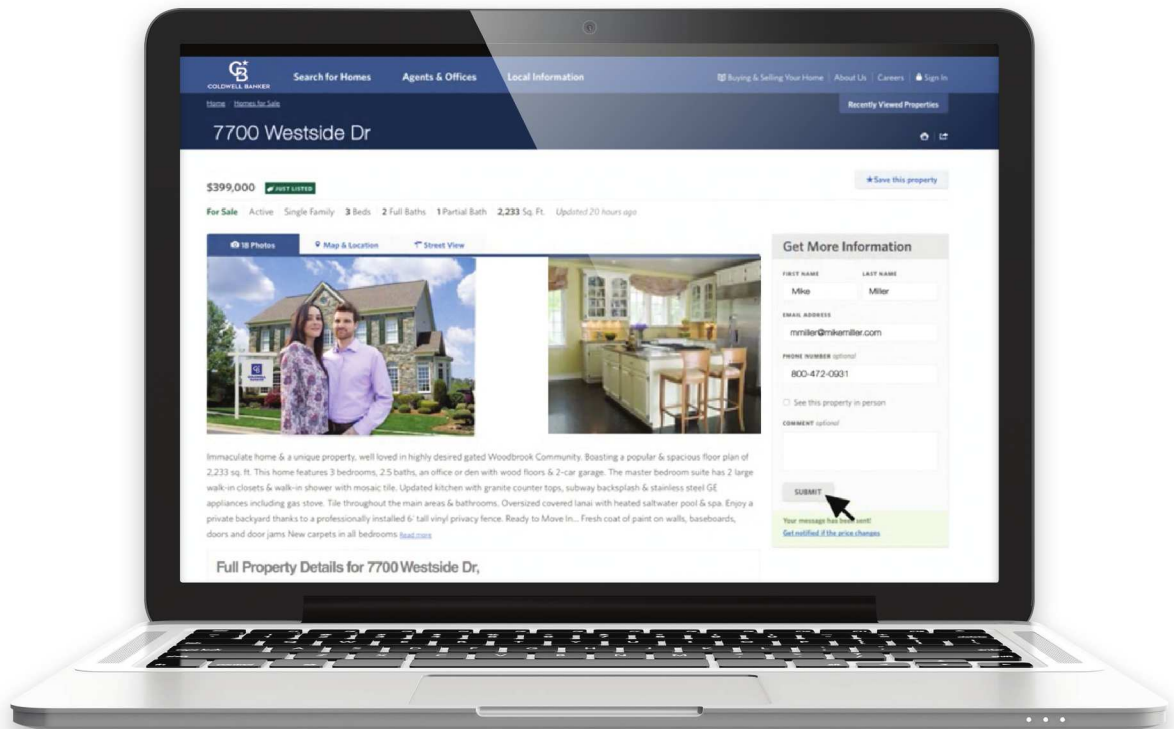 CB
COLDWELL BANKER
Search for Homes Agents & Offices Local Information
Buying & Selling Your Home | About Us | Careers | Sign In
Home Homes for Sale
Recently Viewed Properties
7700 Westside Dr
$399,000 JUST LISTED
Save this property
For Sale Active Single Family 3 Beds 2 Full Baths 1 Partial Bath 2,233 Sq. Ft. Updated 20 hours ago
18 Photos Map & Location Street View
CB
COLDWELL BANKER
Immaculate home & a unique property, well loved in highly desired gated Woodbrook Community. Boasting a popular & spacious floor plan of
2,233 sq. ft. This home features 3 bedrooms, 2.5 baths, an office or den with wood floors & 2-car garage. The master bedroom suite has 2 large
walk-in closets & walk-in shower with mosaic tile. Updated kitchen with granite counter tops, subway backsplash & stainless steel GE
appliances including gas stove. Tile throughout the main areas & bathrooms. Oversized covered lanai with heated saltwater pool & spa. Enjoy a
private backyard thanks to a professionally installed 6' tall vinyl privacy fence. Ready to Move In... Fresh coat of paint on walls, baseboards,
doors and door jams New carpets in all bedrooms Read more
Full Property Details for 7700 Westside Dr,
Get More Information
FIRST NAME LAST NAME
Mike Miller
EMAIL ADDRESS
mmiller@mikemiller.com
PHONE NUMBER optional
800-472-0931
See this property in person
COMMENT optional
SUBMIT
Your message has been sent!
Get notified if the price changes